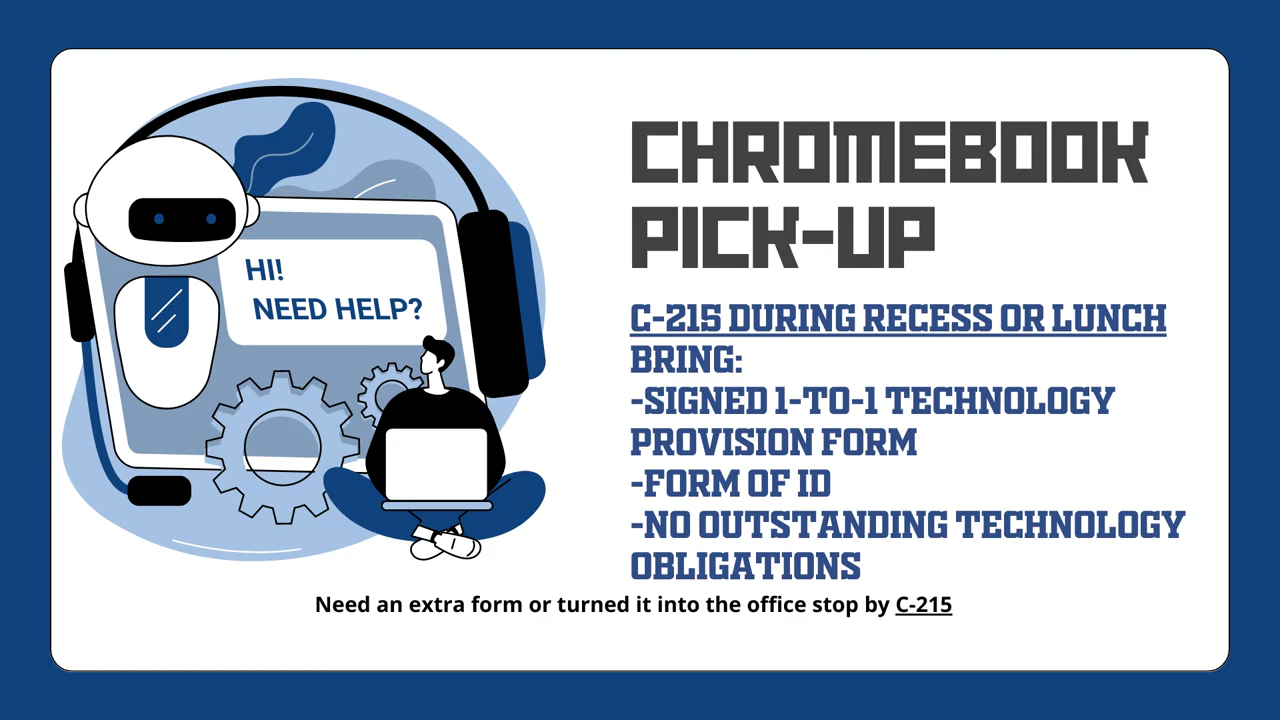 HI!
NEED HELP?
CHROMEBOOK
PICK-UP
C-215 DURING RECESS OR LUNCH
BRING:
-SIGNED 1-TO-1 TECHNOLOGY
PROVISION FORM
-FORM OF ID
-NO OUTSTANDING TECHNOLOGY
OBLIGATIONS
Need an extra form or turned it into the office stop by C-215